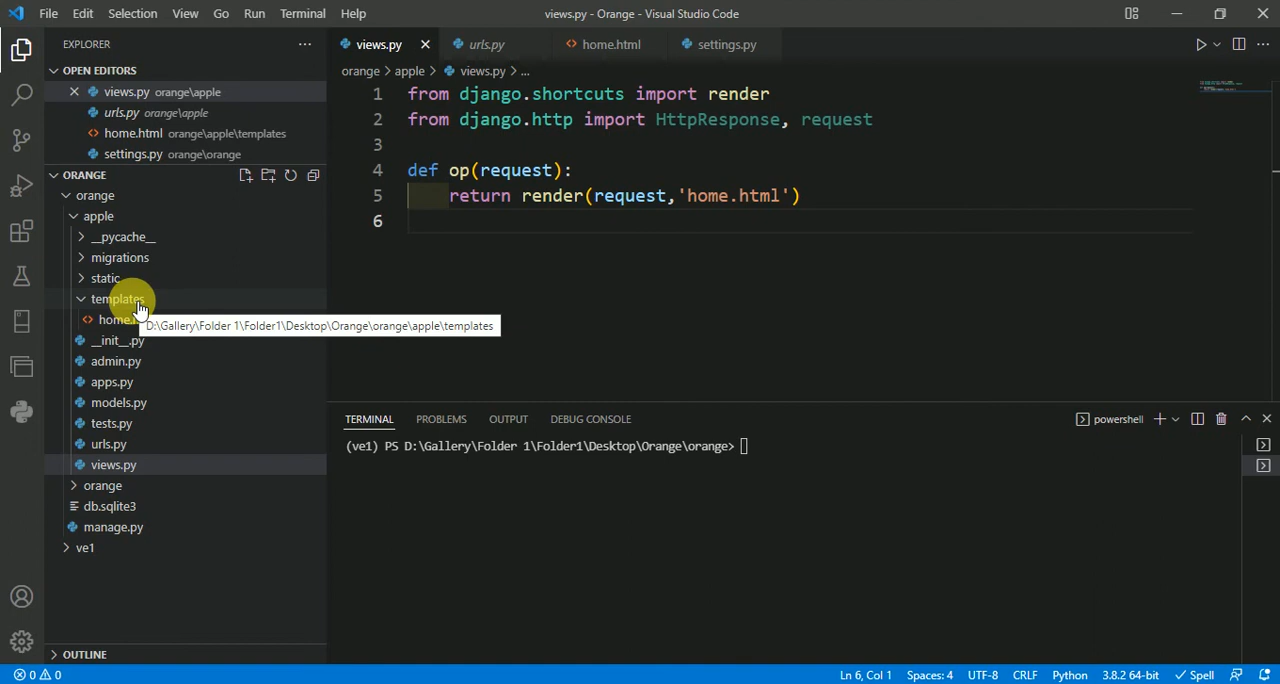 File Edit Selection View Go Run Terminal Help
views.py - Orange - Visual Studio Code
EXPLORER
OPEN EDITORS
views.py orange\apple
urls.py orange\apple
home.html orange\apple\templates
settings.py orange\orange
ORANGE
orange
apple
__pycache__
migrations
static
templates
__init__.py
admin.py
apps.py
models.py
tests.py
urls.py
views.py
orange
db.sqlite3
manage.py
ve1
OUTLINE
views.py urls.py home.html settings.py
orange > apple > views.py > ...
1 from django.shortcuts import render
2 from django.http import HttpResponse, request
3
4 def op(request):
5 return render(request,'home.html')
6
D:\Gallery\Folder 1\Folder1\Desktop\Orange\orange\apple\templates
TERMINAL PROBLEMS OUTPUT DEBUG CONSOLE
powershell
(ve1) PS D:\Gallery\Folder 1\Folder1\Desktop\Orange\orange>
0 0 Ln 6, Col 1 Spaces: 4 UTF-8 CRLF Python 3.8.2 64-bit Spell